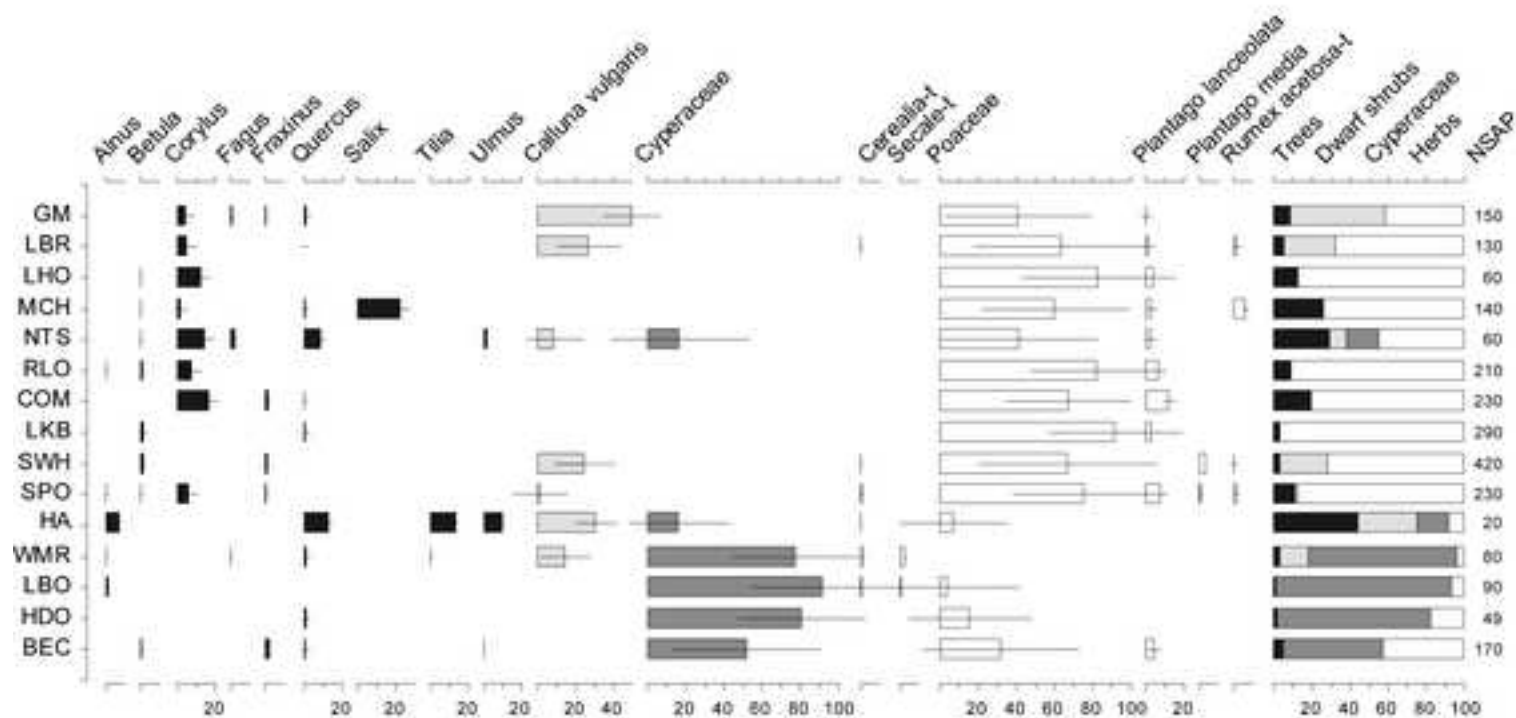 Alnus
Betula
Corylus
Fagus
Fraxinus
Quercus
Salix
Tilia
Ulmus
Calluna vulgaris
Cyperaceae
Cerealia-t
Secale-t
Poaceae
Plantago lanceolata
Plantago media
Rumex acetosa-t
Trees
Dwarf shrubs
Cyperaceae
Herbs
NSAP
GM 150
LBR 130
LHO 60
MCH 140
NTS 60
RLO 210
COM 230
LKB 290
SWH 420
SPO 230
HA 20
WMR 80
LBO 90
HDO 49
BEC 170
20 20 20 20 20 20 40 20 40 60 80 100 20 40 60 80 100 20 20 40 60 80 100